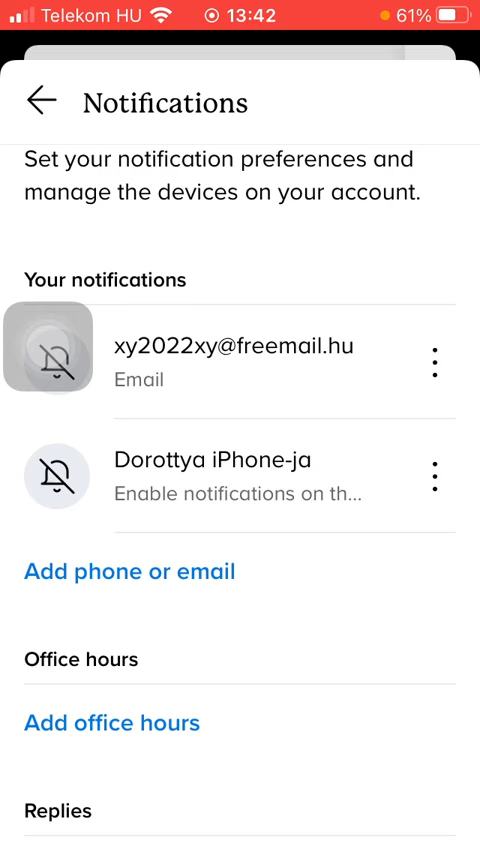 Telekom HU 13:42 61%
Notifications
Set your notification preferences and
manage the devices on your account.
Your notifications
xy2022xy@freemail.hu
Email
Dorottya iPhone-ja
Enable notifications on th...
Add phone or email
Office hours
Add office hours
Replies